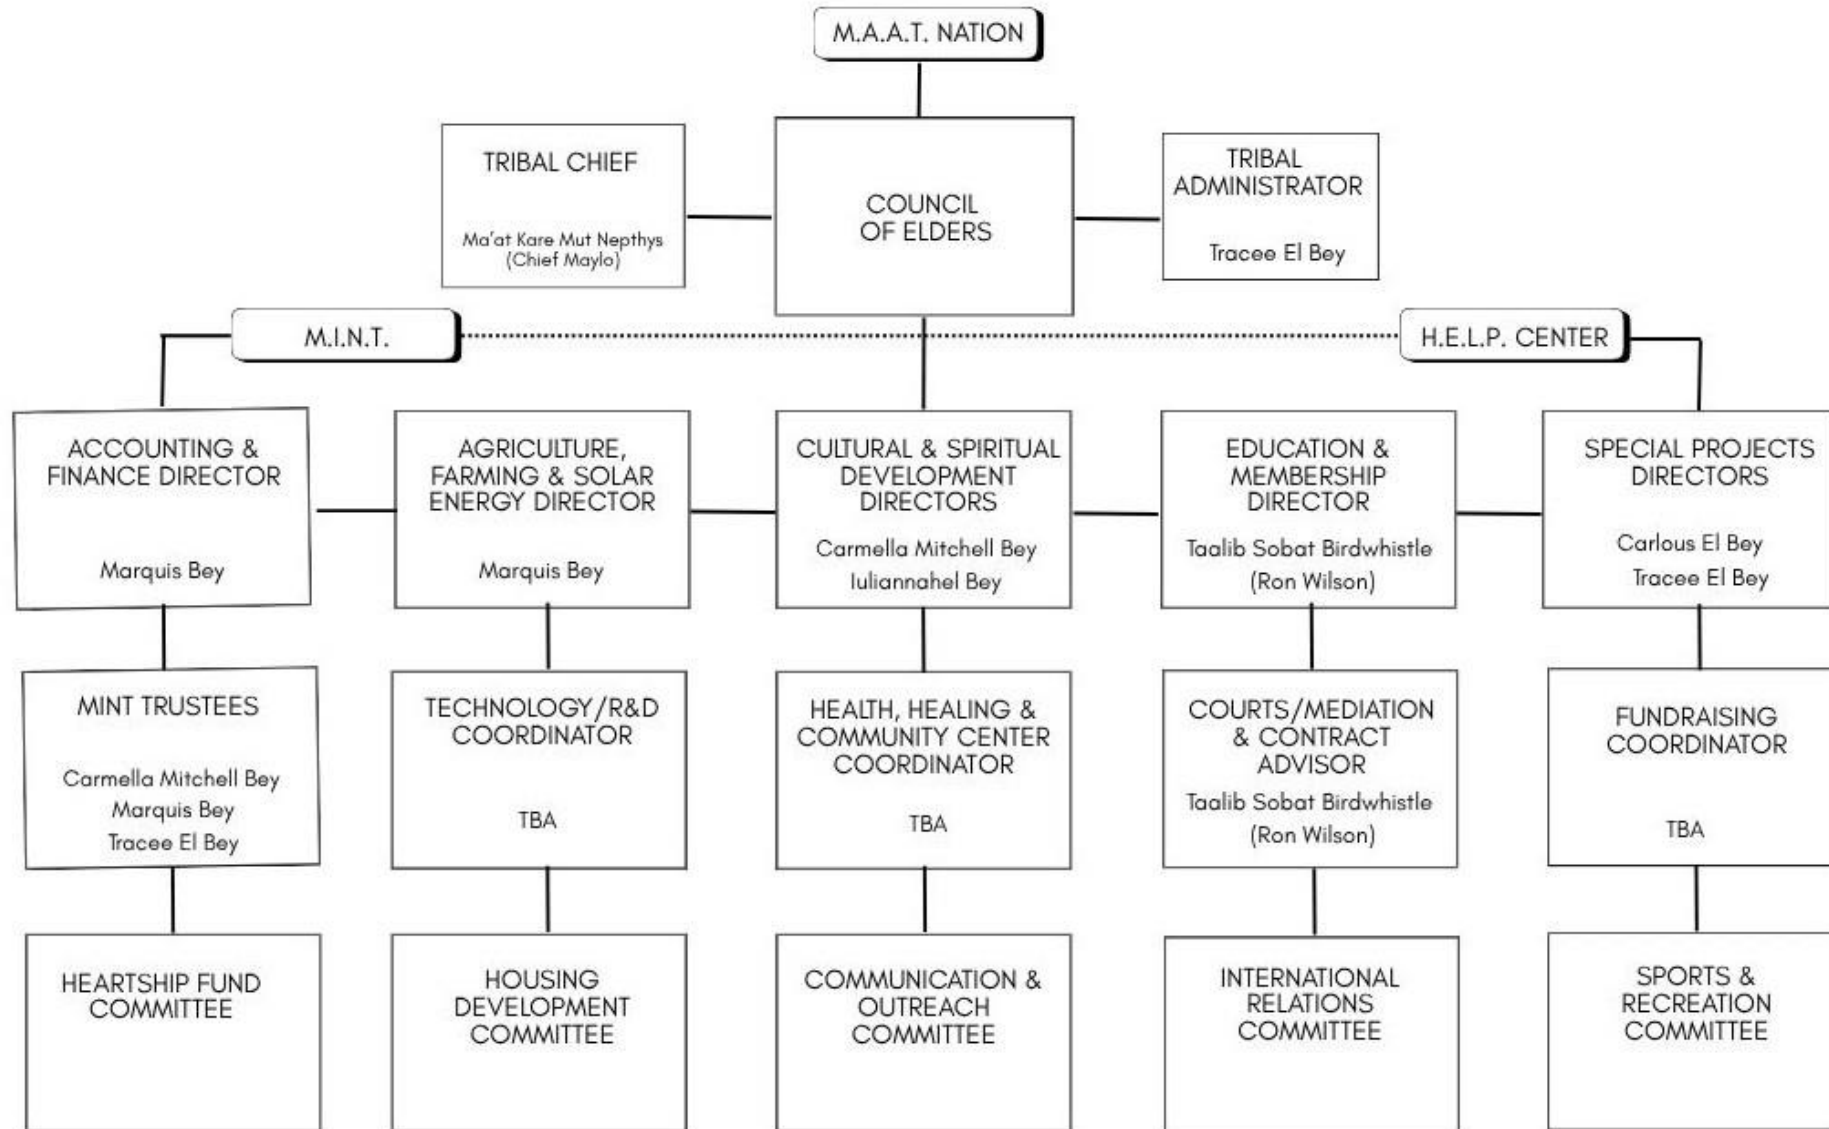 M.A.A.T. NATION
TRIBAL CHIEF
Ma'at Kare Mut Nepthys
(Chief Maylo)
COUNCIL
OF ELDERS
TRIBAL
ADMINISTRATOR
Tracee El Bey
M.I.N.T.
H.E.L.P. CENTER
ACCOUNTING &
FINANCE DIRECTOR
Marquis Bey
AGRICULTURE,
FARMING & SOLAR
ENERGY DIRECTOR
Marquis Bey
CULTURAL & SPIRITUAL
DEVELOPMENT
DIRECTORS
Carmella Mitchell Bey
Iuliannahel Bey
EDUCATION &
MEMBERSHIP
DIRECTOR
Taalib Sobat Birdwhistle
(Ron Wilson)
SPECIAL PROJECTS
DIRECTORS
Carlous El Bey
Tracee El Bey
MINT TRUSTEES
Carmella Mitchell Bey
Marquis Bey
Tracee El Bey
TECHNOLOGY/R&D
COORDINATOR
TBA
HEALTH, HEALING &
COMMUNITY CENTER
COORDINATOR
TBA
COURTS/MEDIATION
& CONTRACT
ADVISOR
Taalib Sobat Birdwhistle
(Ron Wilson)
FUNDRAISING
COORDINATOR
TBA
HEARTSHIP FUND
COMMITTEE
HOUSING
DEVELOPMENT
COMMITTEE
COMMUNICATION &
OUTREACH
COMMITTEE
INTERNATIONAL
RELATIONS
COMMITTEE
SPORTS &
RECREATION
COMMITTEE